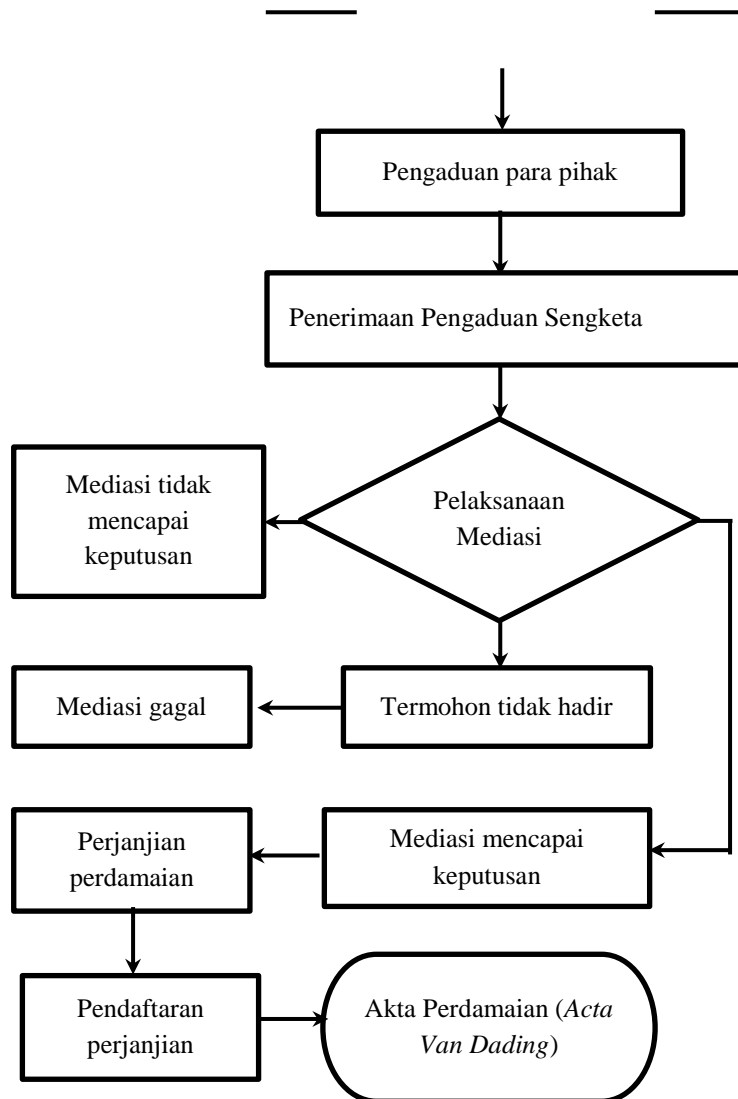 Pengaduan para pihak
Penerimaan Pengaduan Sengketa
Pelaksanaan
Mediasi
Mediasi tidak
mencapai
keputusan
Termohon tidak hadir
Mediasi gagal
Mediasi mencapai
keputusan
Perjanjian
perdamaian
Pendaftaran
perjanjian
Akta Perdamaian (Acta
Van Dading)